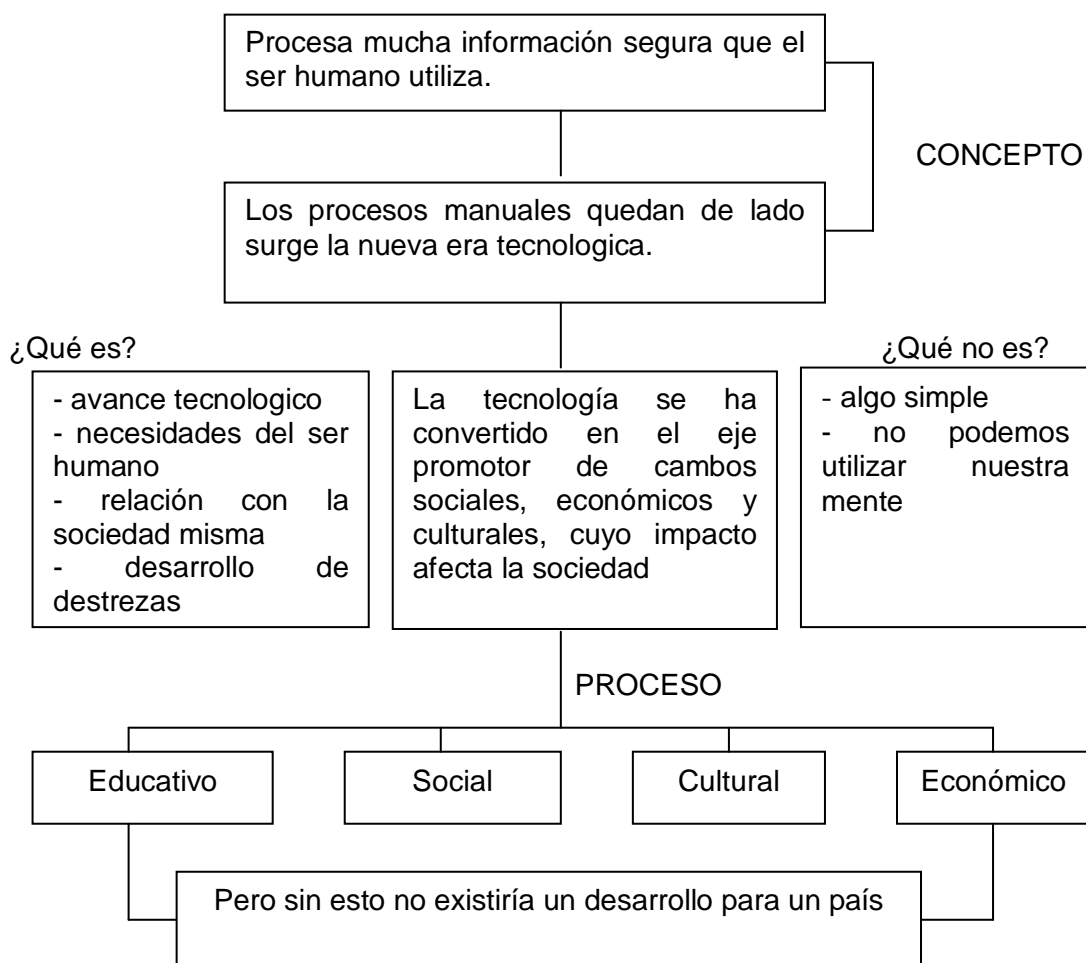 Procesa mucha información segura que el
ser humano utiliza.
CONCEPTO
Los procesos manuales quedan de lado
surge la nueva era tecnologica.
¿Qué es?
- avance tecnologico
- necesidades del ser
humano
- relación con la
sociedad misma
- desarrollo de
destrezas
La tecnología se ha
convertido en el eje
promotor de cambos
sociales, económicos y
culturales, cuyo impacto
afecta la sociedad
¿Qué no es?
- algo simple
- no podemos
utilizar nuestra
mente
PROCESO
Educativo
Social
Cultural
Económico
Pero sin esto no existiría un desarrollo para un país